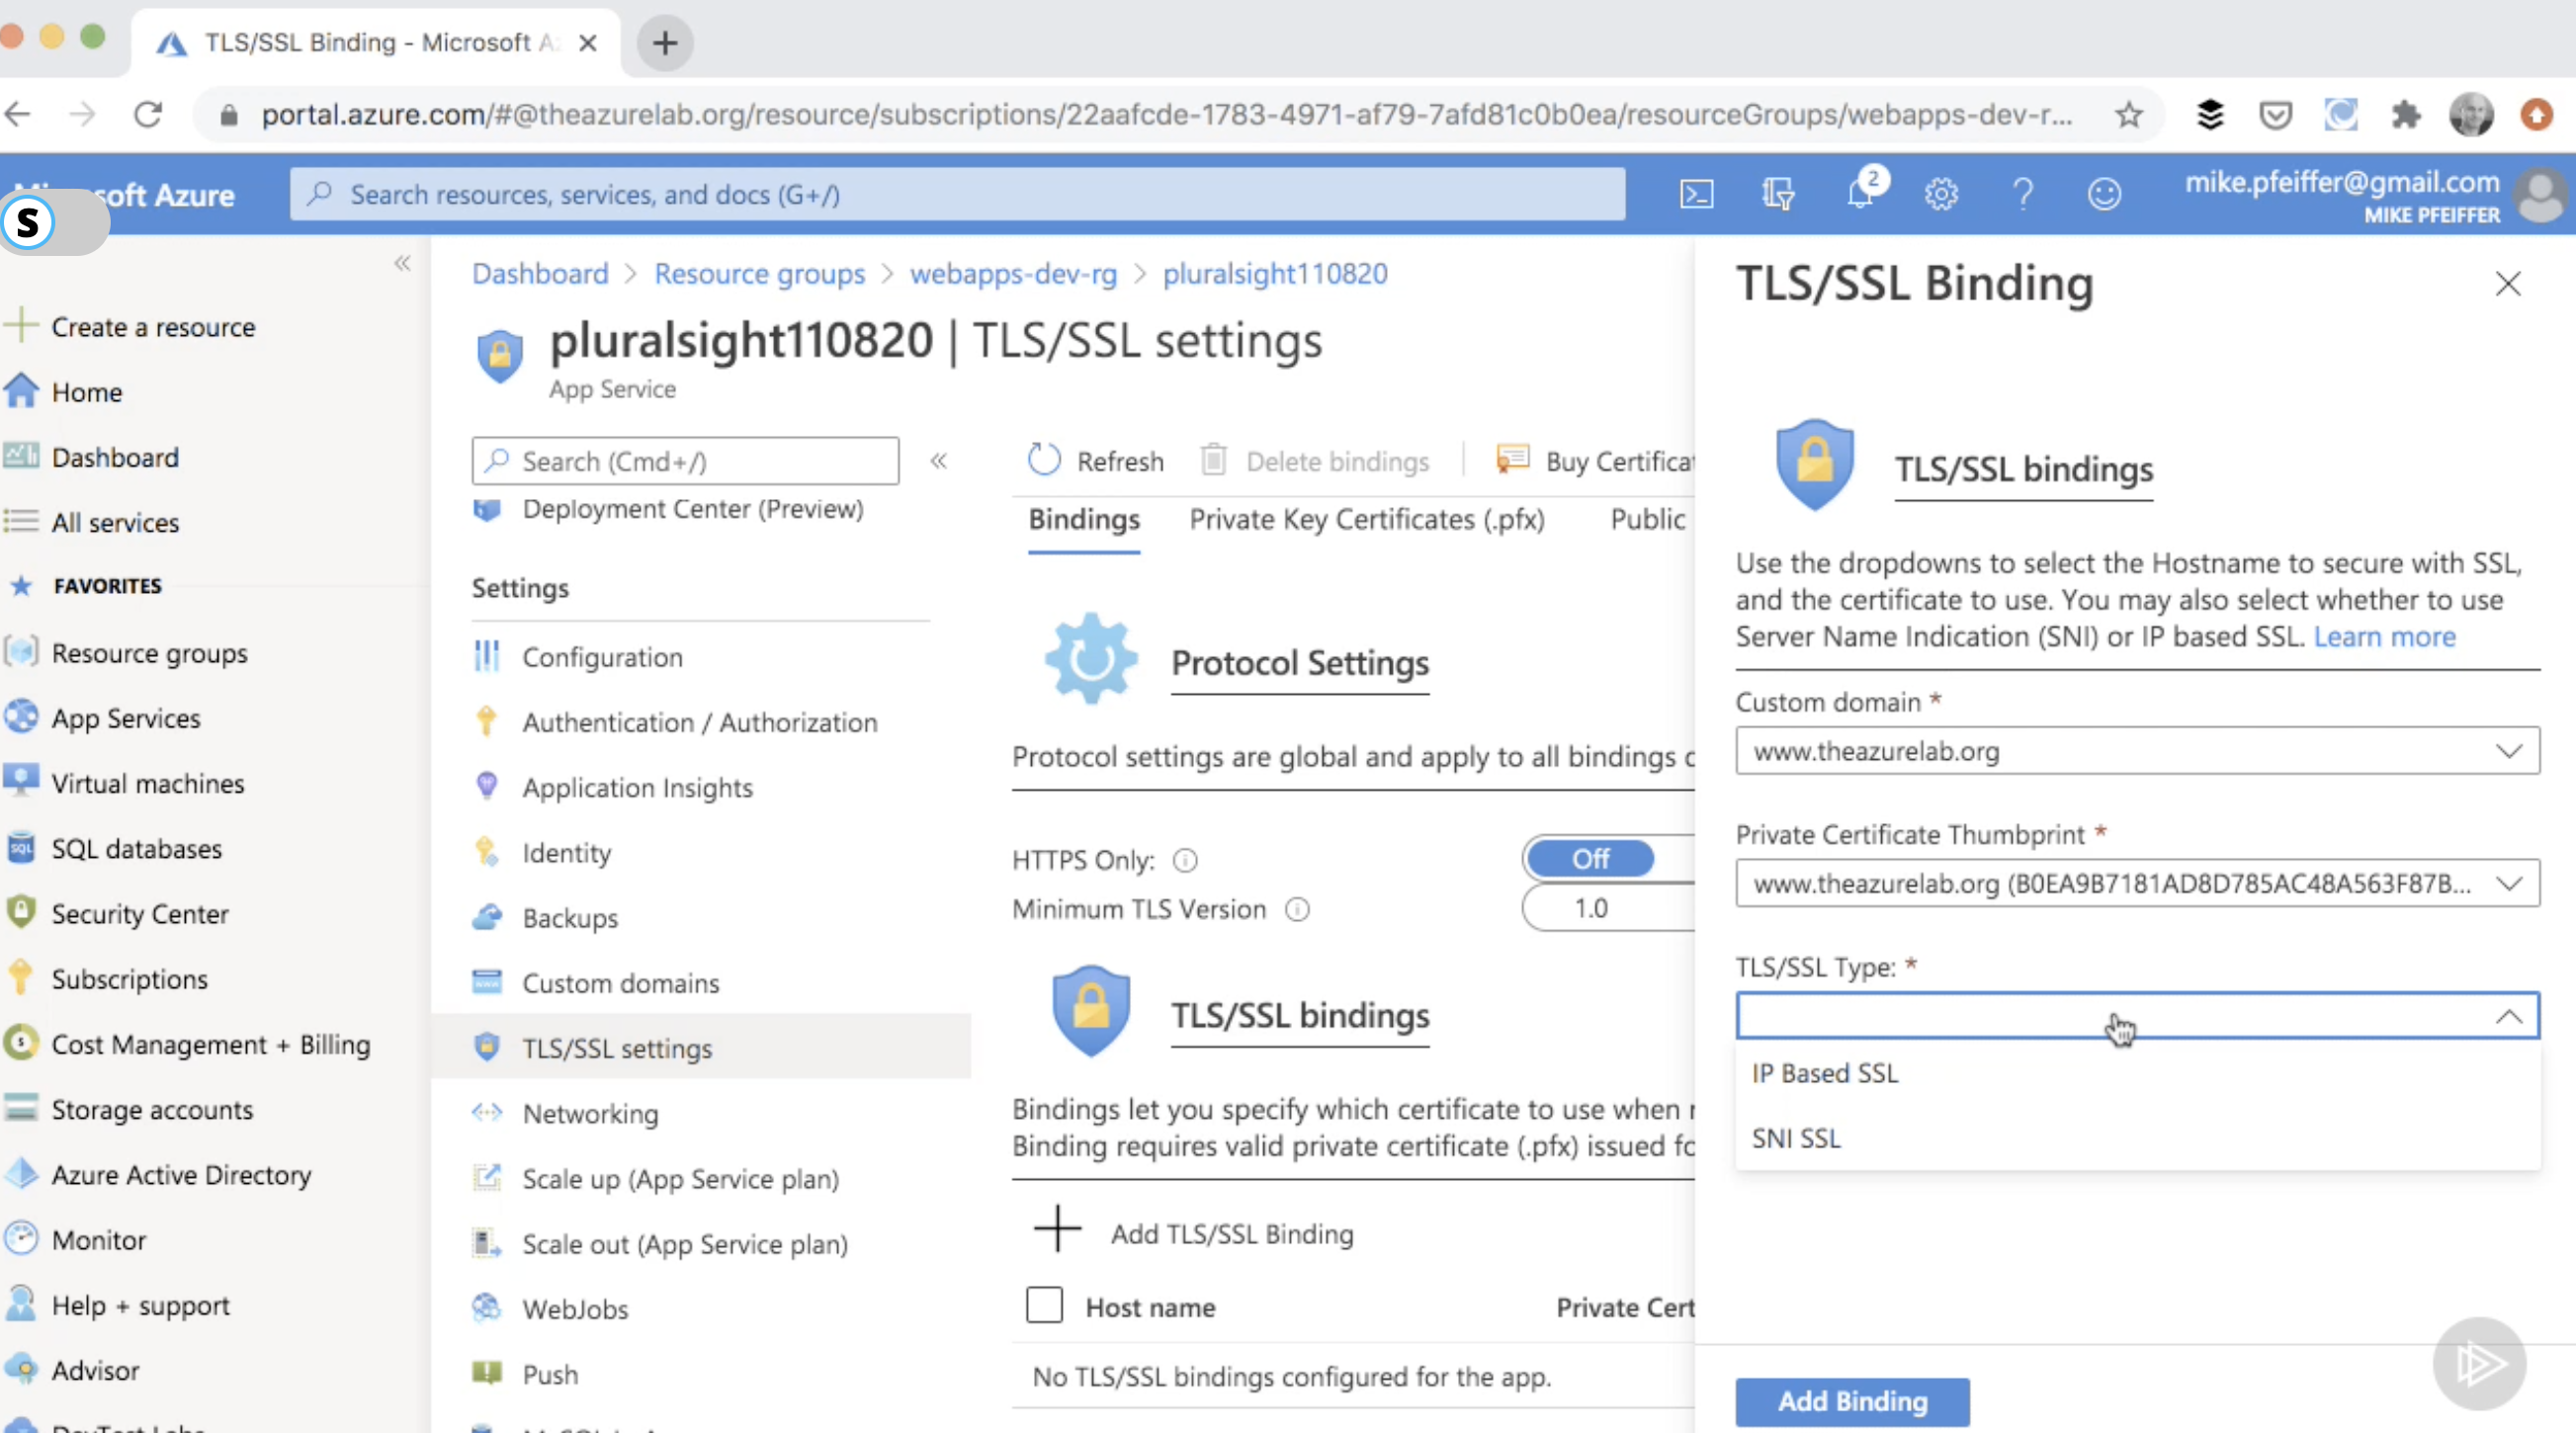 TLS/SSL Binding - Microsoft A
portal.azure.com/#@theazurelab.org/resource/subscriptions/22aafcde-1783-4971-af79-7afd81c0b0ea/resourceGroups/webapps-dev-r...
S
soft Azure
Search resources, services, and docs (G+/)
2
mike.pfeiffer@gmail.com
MIKE PFEIFFER
Create a resource
Home
Dashboard
All services
FAVORITES
Resource groups
App Services
Virtual machines
SQL
SQL databases
Security Center
Subscriptions
Cost Management + Billing
Storage accounts
Azure Active Directory
Monitor
Help + support
Advisor
Dashboard > Resource groups > webapps-dev-rg > pluralsight110820
pluralsight110820 | TLS/SSL settings
App Service
Search (Cmd+/)
Deployment Center (Preview)
Settings
Configuration
Authentication / Authorization
Application Insights
Identity
Backups
Custom domains
TLS/SSL settings
Networking
Scale up (App Service plan)
Scale out (App Service plan)
WebJobs
Push
Refresh
Delete bindings
Buy Certificat
Bindings
Private Key Certificates (.pfx)
Public
Protocol Settings
Protocol settings are global and apply to all bindings
HTTPS Only:
Off
Minimum TLS Version
1.0
TLS/SSL bindings
Bindings let you specify which certificate to use when
Binding requires valid private certificate (.pfx) issued fo
Add TLS/SSL Binding
Host name
Private Cert
No TLS/SSL bindings configured for the app.
TLS/SSL Binding
TLS/SSL bindings
Use the dropdowns to select the Hostname to secure with SSL,
and the certificate to use. You may also select whether to use
Server Name Indication (SNI) or IP based SSL. Learn more
Custom domain *
www.theazurelab.org
Private Certificate Thumbprint *
www.theazurelab.org (B0EA9B7181AD8D785AC48A563F87B...
TLS/SSL Type: *
IP Based SSL
SNI SSL
Add Binding